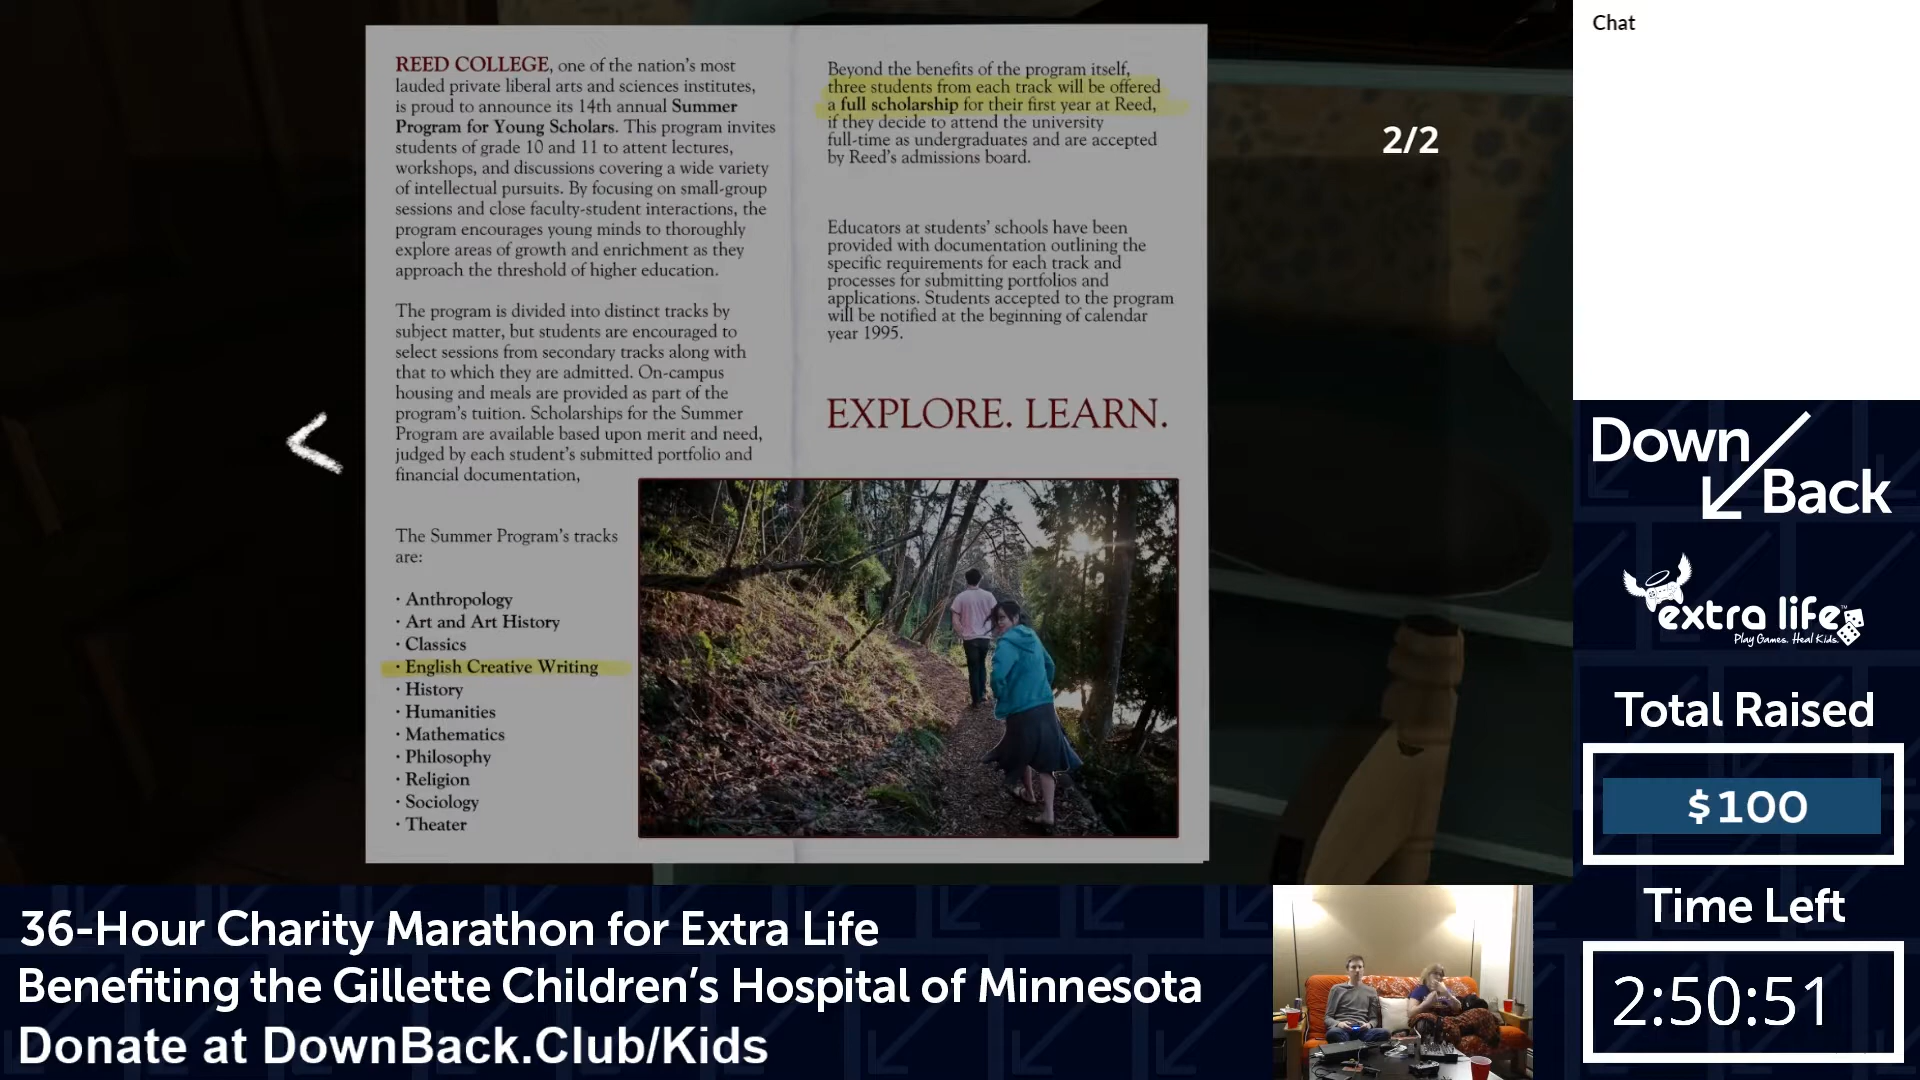 REED COLLEGE, one of the nation's most
lauded private liberal arts and sciences institutes,
is proud to announce its 14th annual Summer
Program for Young Scholars. This program invites
students of grade 10 and 11 to attent lectures,
workshops, and discussions covering a wide variety
of intellectual pursuits. By focusing on small-group
sessions and close faculty-student interactions, the
program encourages young minds to thoroughly
explore areas of growth and enrichment as they
approach the threshold of higher education.
The program is divided into distinct tracks by
subject matter, but students are encouraged to
select sessions from secondary tracks along with
that to which they are admitted. On-campus
housing and meals are provided as part of the
program's tuition. Scholarships for the Summer
Program are available based upon merit and need,
judged by each student's submitted portfolio and
financial documentation,
The Summer Program's tracks
are:
· Anthropology
· Art and Art History
· Classics
· English Creative Writing
· History
· Humanities
· Mathematics
· Philosophy
· Religion
· Sociology
· Theater
Beyond the benefits of the program itself,
three students from each track will be offered
a full scholarship for their first year at Reed,
if they decide to attend the university
full-time as undergraduates and are accepted
by Reed's admissions board.
Educators at students' schools have been
provided with documentation outlining the
specific requirements for each track and
processes for submitting portfolios and
applications. Students accepted to the program
will be notified at the beginning of calendar
year 1995.
EXPLORE. LEARN.
2/2
Chat
Down
Back
extra life
Play Games. Heal Kids.
Total Raised
$100
Time Left
2:50:51
36-Hour Charity Marathon for Extra Life
Benefiting the Gillette Children's Hospital of Minnesota
Donate at DownBack.Club/Kids